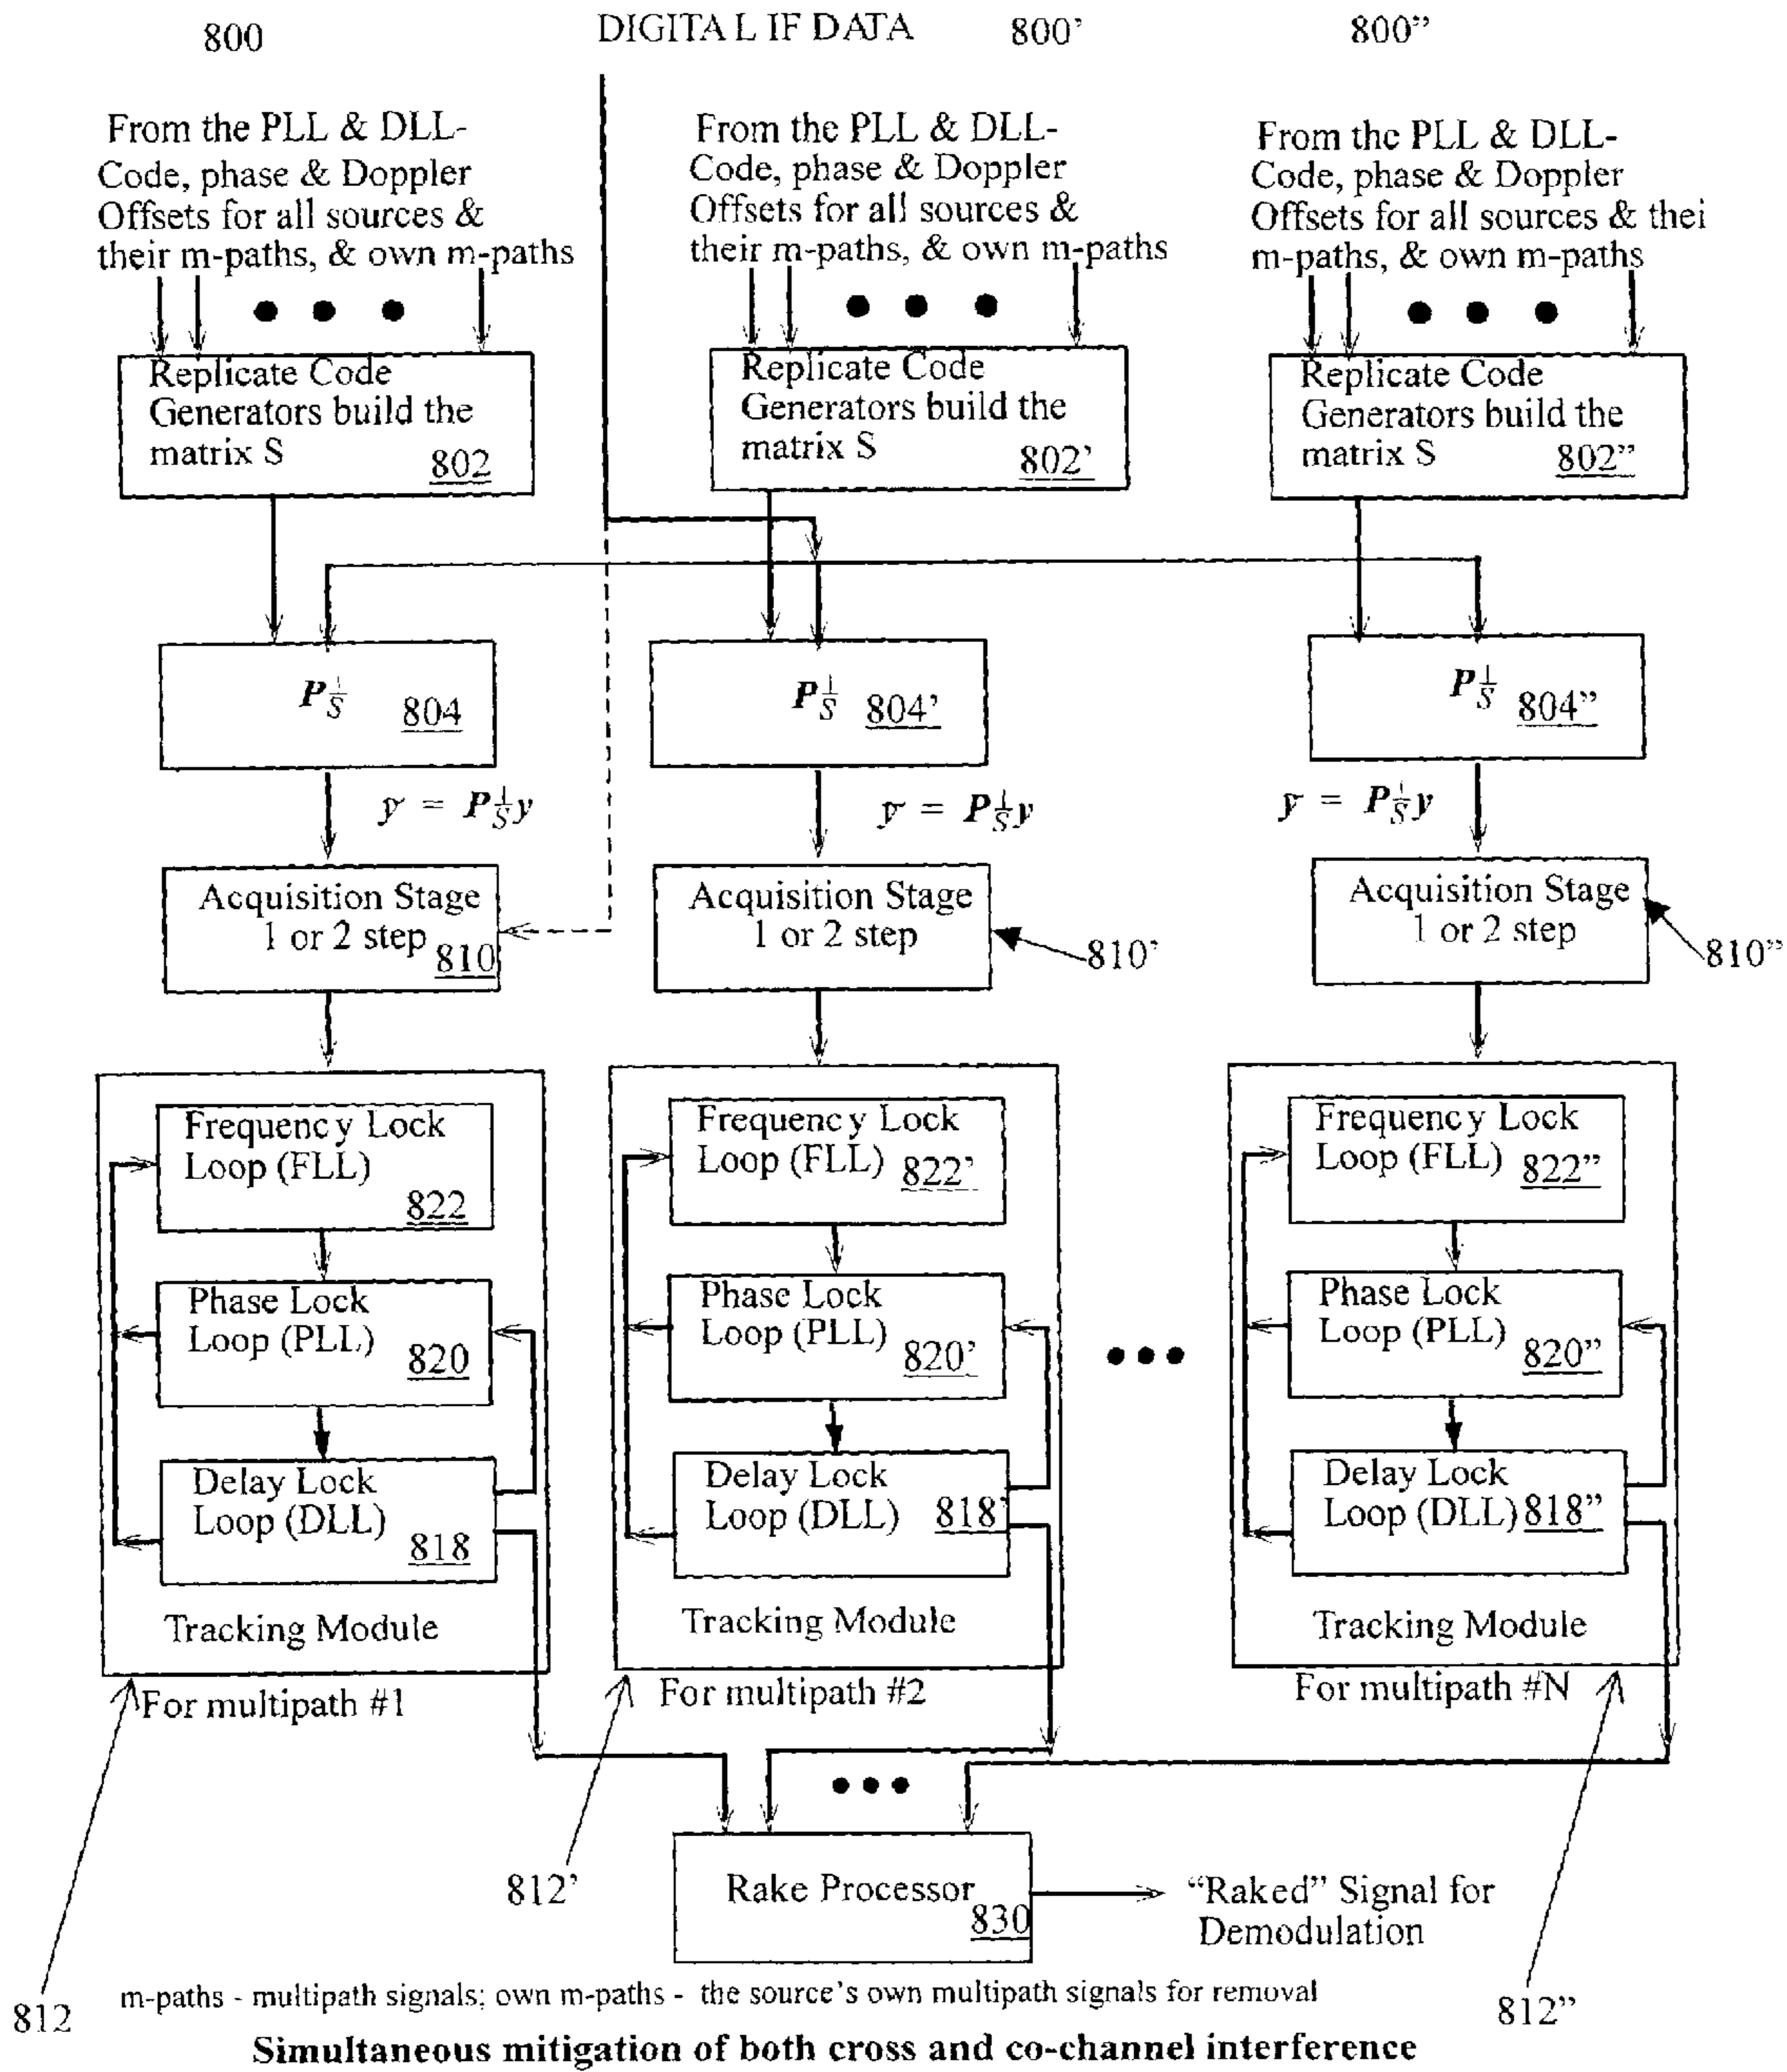 800
DIGITAL IF DATA
800’
800”
From the PLL & DLL-
Code, phase & Doppler
Offsets for all sources &
their m-paths, & own m-paths
From the PLL & DLL-
Code, phase & Doppler
Offsets for all sources &
their m-paths, & own m-paths
From the PLL & DLL-
Code, phase & Doppler
Offsets for all sources & thei
m-paths, & own m-paths
Replicate Code
Generators build the
matrix S
802
Replicate Code
Generators build the
matrix S
802’
Replicate Code
Generators build the
matrix S
802”
P⊥S
804
P⊥S
804’
P⊥S
804”
y = P⊥S y
y = P⊥S y
y = P⊥S y
Acquisition Stage
1 or 2 step
810
Acquisition Stage
1 or 2 step
810’
Acquisition Stage
1 or 2 step
810”
Frequency Lock
Loop (FLL)
822
Phase Lock
Loop (PLL)
820
Delay Lock
Loop (DLL)
818
Tracking Module
For multipath #1
Frequency Lock
Loop (FLL)
822’
Phase Lock
Loop (PLL)
820’
Delay Lock
Loop (DLL)
818’
Tracking Module
For multipath #2
Frequency Lock
Loop (FLL)
822”
Phase Lock
Loop (PLL)
820”
Delay Lock
Loop (DLL)
818”
Tracking Module
For multipath #N
812’
Rake Processor
830
“Raked” Signal for
Demodulation
812
m-paths - multipath signals; own m-paths - the source’s own multipath signals for removal
812”
Simultaneous mitigation of both cross and co-channel interference